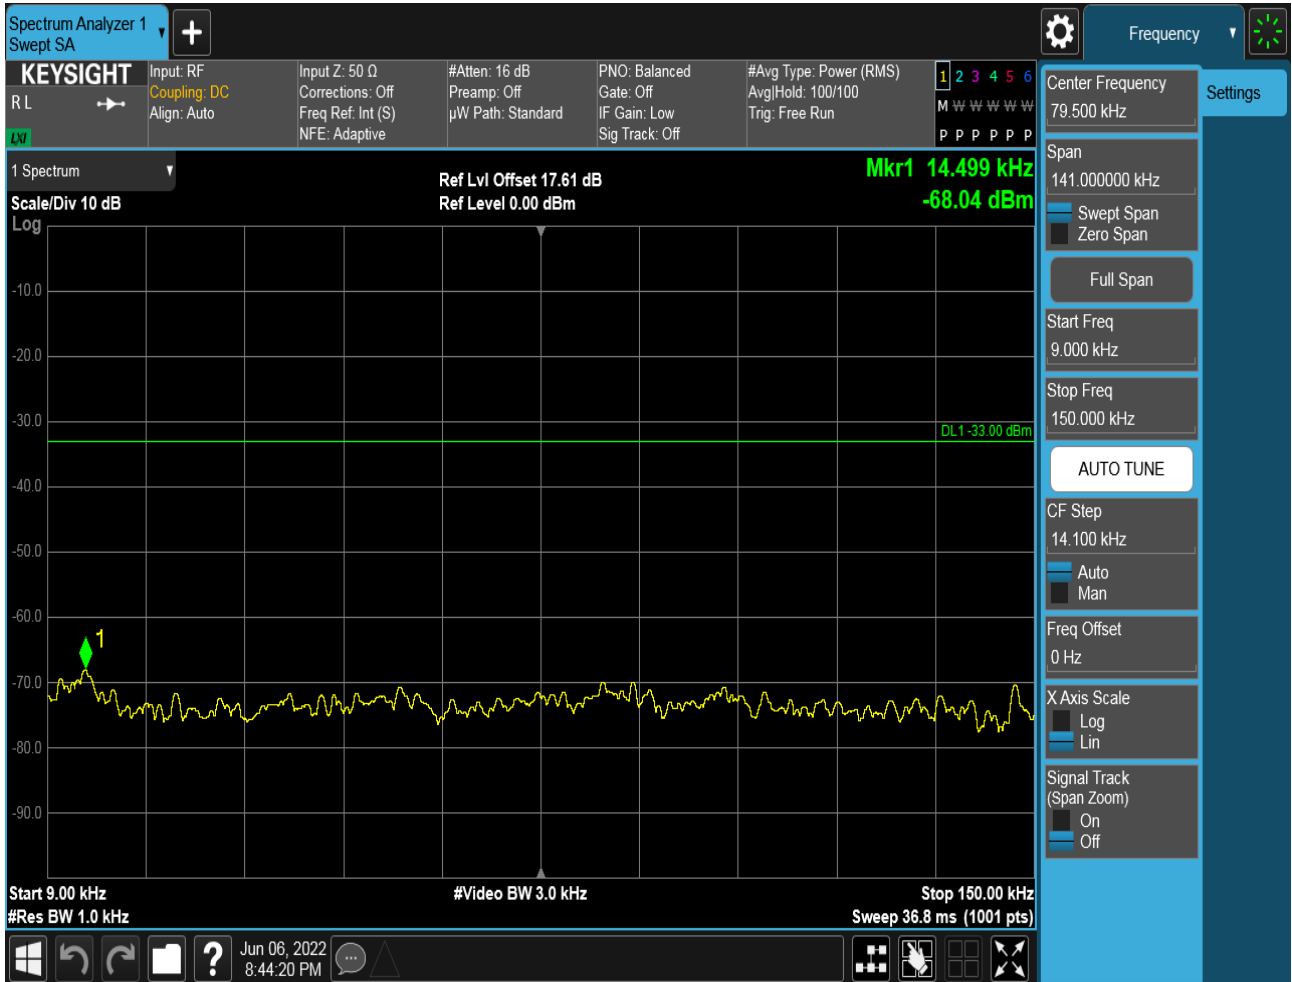 Spectrum Analyzer 1
Swept SA
Frequency
KEYSIGHT
R L
LXI
Input: RF
Coupling: DC
Align: Auto
Input Z: 50 Ω
Corrections: Off
Freq Ref: Int (S)
NFE: Adaptive
#Atten: 16 dB
Preamp: Off
µW Path: Standard
PNO: Balanced
Gate: Off
IF Gain: Low
Sig Track: Off
#Avg Type: Power (RMS)
Avg|Hold: 100/100
Trig: Free Run
1 2 3 4 5 6
M W W W W W
P P P P P P
1 Spectrum
Scale/Div 10 dB
Log
Ref Lvl Offset 17.61 dB
Ref Level 0.00 dBm
Mkr1 14.499 kHz
-68.04 dBm
-10.0
-20.0
-30.0
DL1 -33.00 dBm
-40.0
-50.0
-60.0
1
-70.0
-80.0
-90.0
Start 9.00 kHz
#Res BW 1.0 kHz
#Video BW 3.0 kHz
Stop 150.00 kHz
Sweep 36.8 ms (1001 pts)
Center Frequency
79.500 kHz
Settings
Span
141.000000 kHz
Swept Span
Zero Span
Full Span
Start Freq
9.000 kHz
Stop Freq
150.000 kHz
AUTO TUNE
CF Step
14.100 kHz
Auto
Man
Freq Offset
0 Hz
X Axis Scale
Log
Lin
Signal Track
(Span Zoom)
On
Off
?
Jun 06, 2022
8:44:20 PM